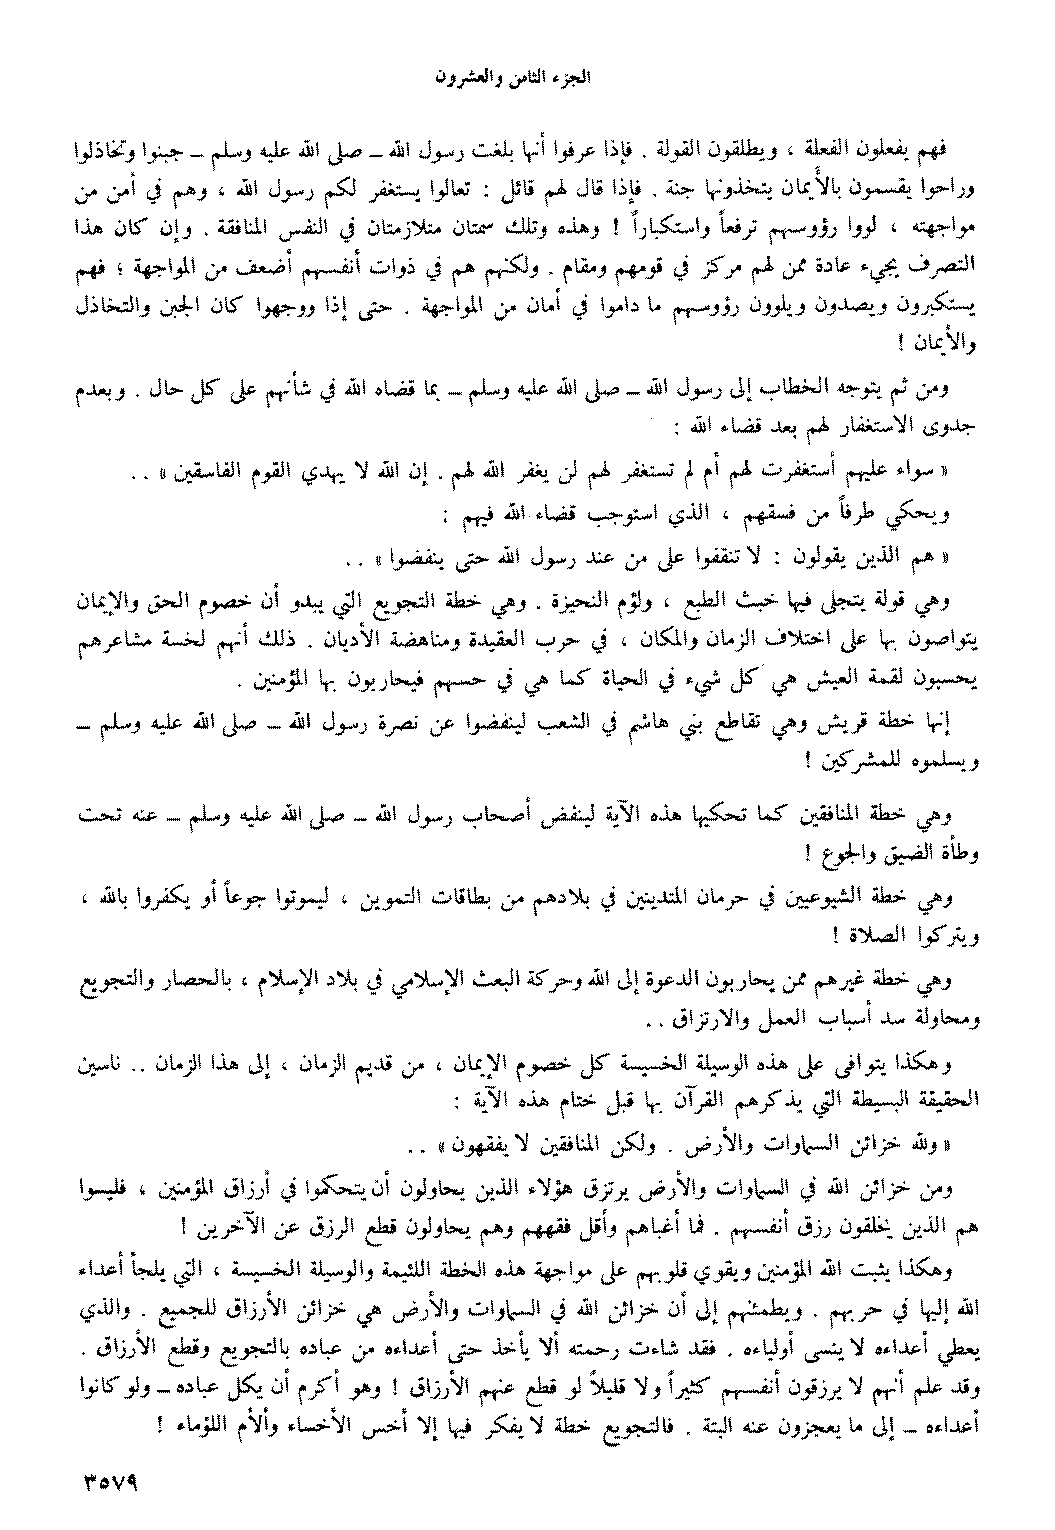 الجزء الثامن والعشرون
فهم يفعلون الفعلة ، ويطلقون القولة . فإذا عرفوا أنها بلغت رسول الله ــ صلى الله عليه وسلم ــ جبنوا وتخاذلوا
وراحوا يقسمون بالأيمان يتخذونها جنة . فإذا قال لهم قائل : تعالوا يستغفر لكم رسول الله ، وهم في أمن من
مواجهته ، لووا رؤوسهم ترفعاً واستكباراً ! وهذه وتلك سمتان متلازمتان في النفس المنافقة . وإن كان هذا
التصرف يجيء عادة ممن لهم مركز في قومهم ومقام . ولكنهم هم في ذوات أنفسهم أضعف من المواجهة ؛ فهم
يستكبرون ويصدون ويلوون رؤوسهم ما داموا في أمان من المواجهة . حتى إذا ووجهوا كان الجبن والتخاذل
والأيمان !
ومن ثم يتوجه الخطاب إلى رسول الله ــ صلى الله عليه وسلم ــ بما قضاه الله في شأنهم على كل حال . وبعدم
جدوى الاستغفار لهم بعد قضاء الله :
« سواء عليهم أستغفرت لهم أم لم تستغفر لهم لن يغفر الله لهم . إن الله لا يهدي القوم الفاسقين » . .
ويحكي طرفاً من فسقهم ، الذي استوجب قضاء الله فيهم :
« هم الذين يقولون : لا تنفقوا على من عند رسول الله حتى ينفضوا » . .
وهي قولة يتجلى فيها خبث الطبع ، ولؤم النحيزة . وهي خطة التجويع التي يبدو أن خصوم الحق والإيمان
يتواصون بها على اختلاف الزمان والمكان ، في حرب العقيدة ومناهضة الأديان . ذلك أنهم لخسة مشاعرهم
يحسبون لقمة العيش هي كل شيء في الحياة كما هي في حسهم فيحاربون بها المؤمنين .
إنها خطة قريش وهي تقاطع بني هاشم في الشعب لينفضوا عن نصرة رسول الله ــ صلى الله عليه وسلم ــ
ويسلموه للمشركين !
وهي خطة المنافقين كما تحكيها هذه الآية لينفض أصحاب رسول الله ــ صلى الله عليه وسلم ــ عنه تحت
وطأة الضيق والجوع !
وهي خطة الشيوعيين في حرمان المتدينين في بلادهم من بطاقات التموين ، ليموتوا جوعاً أو يكفروا بالله ،
ويتركوا الصلاة !
وهي خطة غيرهم ممن يحاربون الدعوة إلى الله وحركة البعث الإسلامي في بلاد الإسلام ، بالحصار والتجويع
ومحاولة سد أسباب العمل والارتزاق . .
وهكذا يتوافى على هذه الوسيلة الخسيسة كل خصوم الإيمان ، من قديم الزمان ، إلى هذا الزمان . . ناسين
الحقيقة البسيطة التي يذكرهم القرآن بها قبل ختام هذه الآية :
« ولله خزائن السماوات والأرض . ولكن المنافقين لا يفقهون » . .
ومن خزائن الله في السماوات والأرض يرتزق هؤلاء الذين يحاولون أن يتحكموا في أرزاق المؤمنين ، فليسوا
هم الذين يخلقون رزق أنفسهم . فما أغباهم وأقل فقههم وهم يحاولون قطع الرزق عن الآخرين !
وهكذا يثبت الله المؤمنين ويقوي قلوبهم على مواجهة هذه الخطة اللئيمة والوسيلة الخسيسة ، التي يلجأ أعداء
الله إليها في حربهم . ويطمئنهم إلى أن خزائن الله في السماوات والأرض هي خزائن الأرزاق للجميع . والذي
يعطي أعداءه لا ينسى أولياءه . فقد شاءت رحمته ألا يأخذ حتى أعداءه من عباده بالتجويع وقطع الأرزاق .
وقد علم أنهم لا يرزقون أنفسهم كثيراً ولا قليلاً لو قطع عنهم الأرزاق ! وهو أكرم أن يكل عباده ــ ولو كانوا
أعداءه ــ إلى ما يعجزون عنه البتة . فالتجويع خطة لا يفكر فيها إلا أخس الأخساء وألأم اللؤماء !
٣٥٧٩